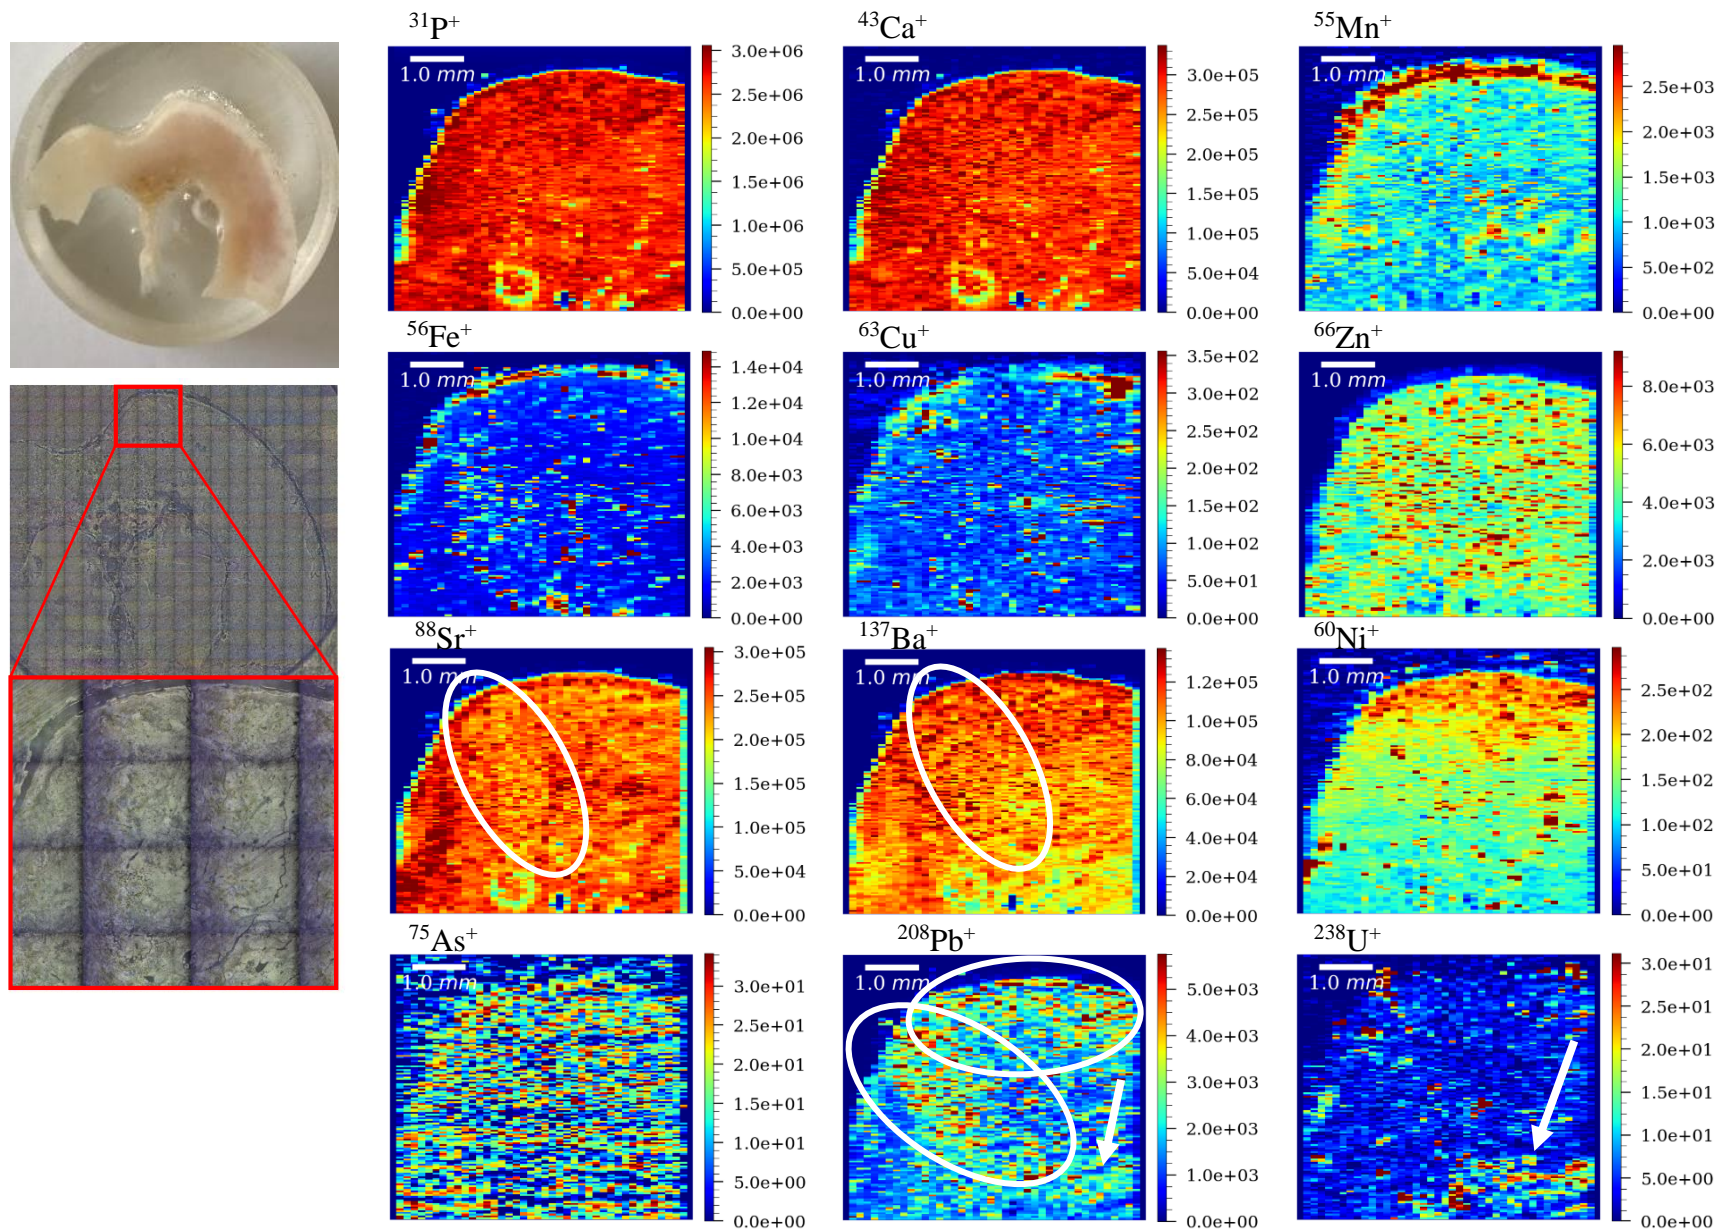 ³¹P⁺
1.0 mm
3.0e+06
2.5e+06
2.0e+06
1.5e+06
1.0e+06
5.0e+05
0.0e+00
⁴³Ca⁺
1.0 mm
3.0e+05
2.5e+05
2.0e+05
1.5e+05
1.0e+05
5.0e+04
0.0e+00
⁵⁵Mn⁺
1.0 mm
2.5e+03
2.0e+03
1.5e+03
1.0e+03
5.0e+02
0.0e+00
⁵⁶Fe⁺
1.0 mm
1.4e+04
1.2e+04
1.0e+04
8.0e+03
6.0e+03
4.0e+03
2.0e+03
0.0e+00
⁶³Cu⁺
1.0 mm
3.5e+02
3.0e+02
2.5e+02
2.0e+02
1.5e+02
1.0e+02
5.0e+01
0.0e+00
⁶⁶Zn⁺
1.0 mm
8.0e+03
6.0e+03
4.0e+03
2.0e+03
0.0e+00
⁸⁸Sr⁺
1.0 mm
3.0e+05
2.5e+05
2.0e+05
1.5e+05
1.0e+05
5.0e+04
0.0e+00
¹³⁷Ba⁺
1.0 mm
1.2e+05
1.0e+05
8.0e+04
6.0e+04
4.0e+04
2.0e+04
0.0e+00
⁶⁰Ni⁺
1.0 mm
2.5e+02
2.0e+02
1.5e+02
1.0e+02
5.0e+01
0.0e+00
⁷⁵As⁺
1.0 mm
3.0e+01
2.5e+01
2.0e+01
1.5e+01
1.0e+01
5.0e+00
0.0e+00
²⁰⁸Pb⁺
1.0 mm
5.0e+03
4.0e+03
3.0e+03
2.0e+03
1.0e+03
0.0e+00
²³⁸U⁺
1.0 mm
3.0e+01
2.5e+01
2.0e+01
1.5e+01
1.0e+01
5.0e+00
0.0e+00